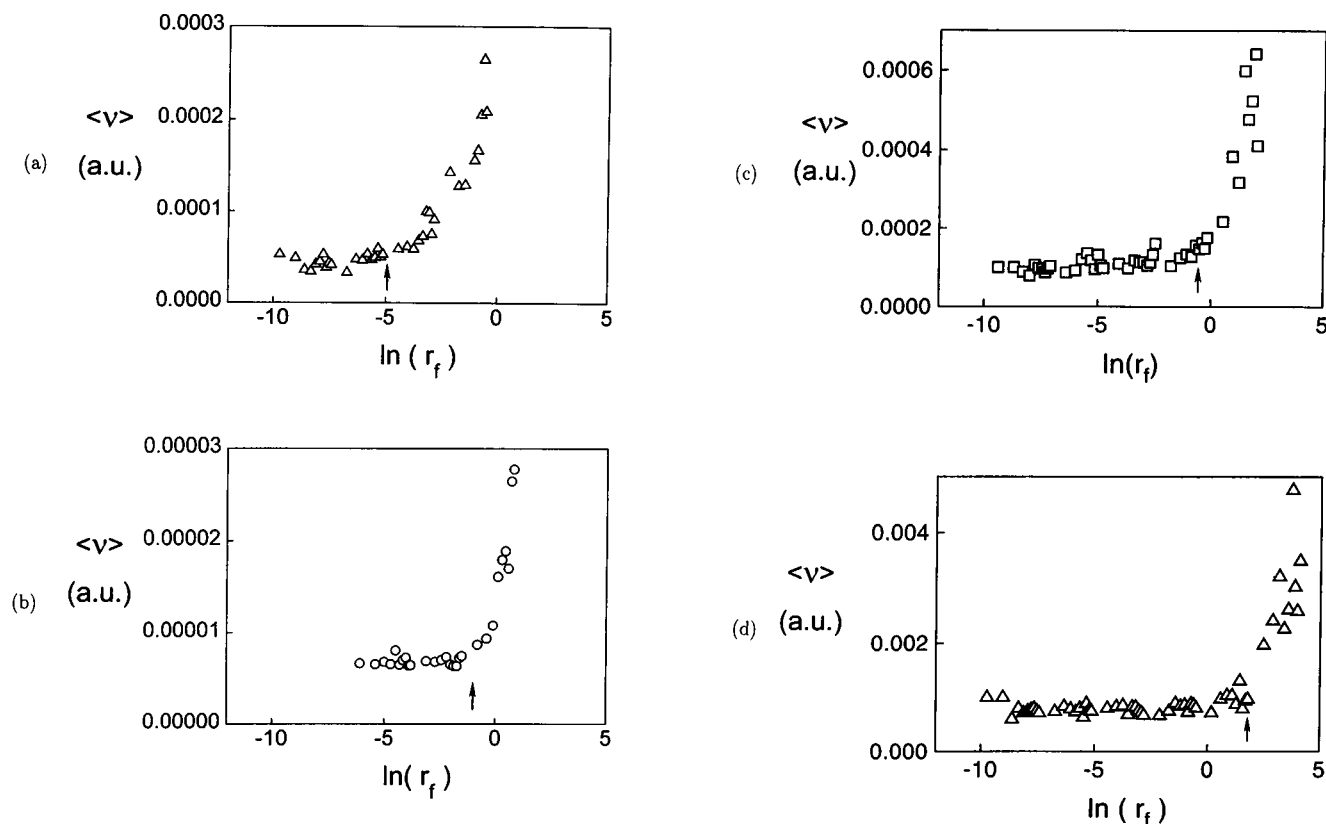 (a)
<ν>
(a.u.)
0.0003
0.0002
0.0001
0.0000
-10 -5 0 5
ln ( r_f )
(b)
<ν>
(a.u.)
0.00003
0.00002
0.00001
0.00000
-10 -5 0 5
ln( r_f )
(c)
<ν>
(a.u.)
0.0006
0.0004
0.0002
0.0000
-10 -5 0 5
ln(r_f)
(d)
<ν>
(a.u.)
0.004
0.002
0.000
-10 -5 0 5
ln ( r_f )